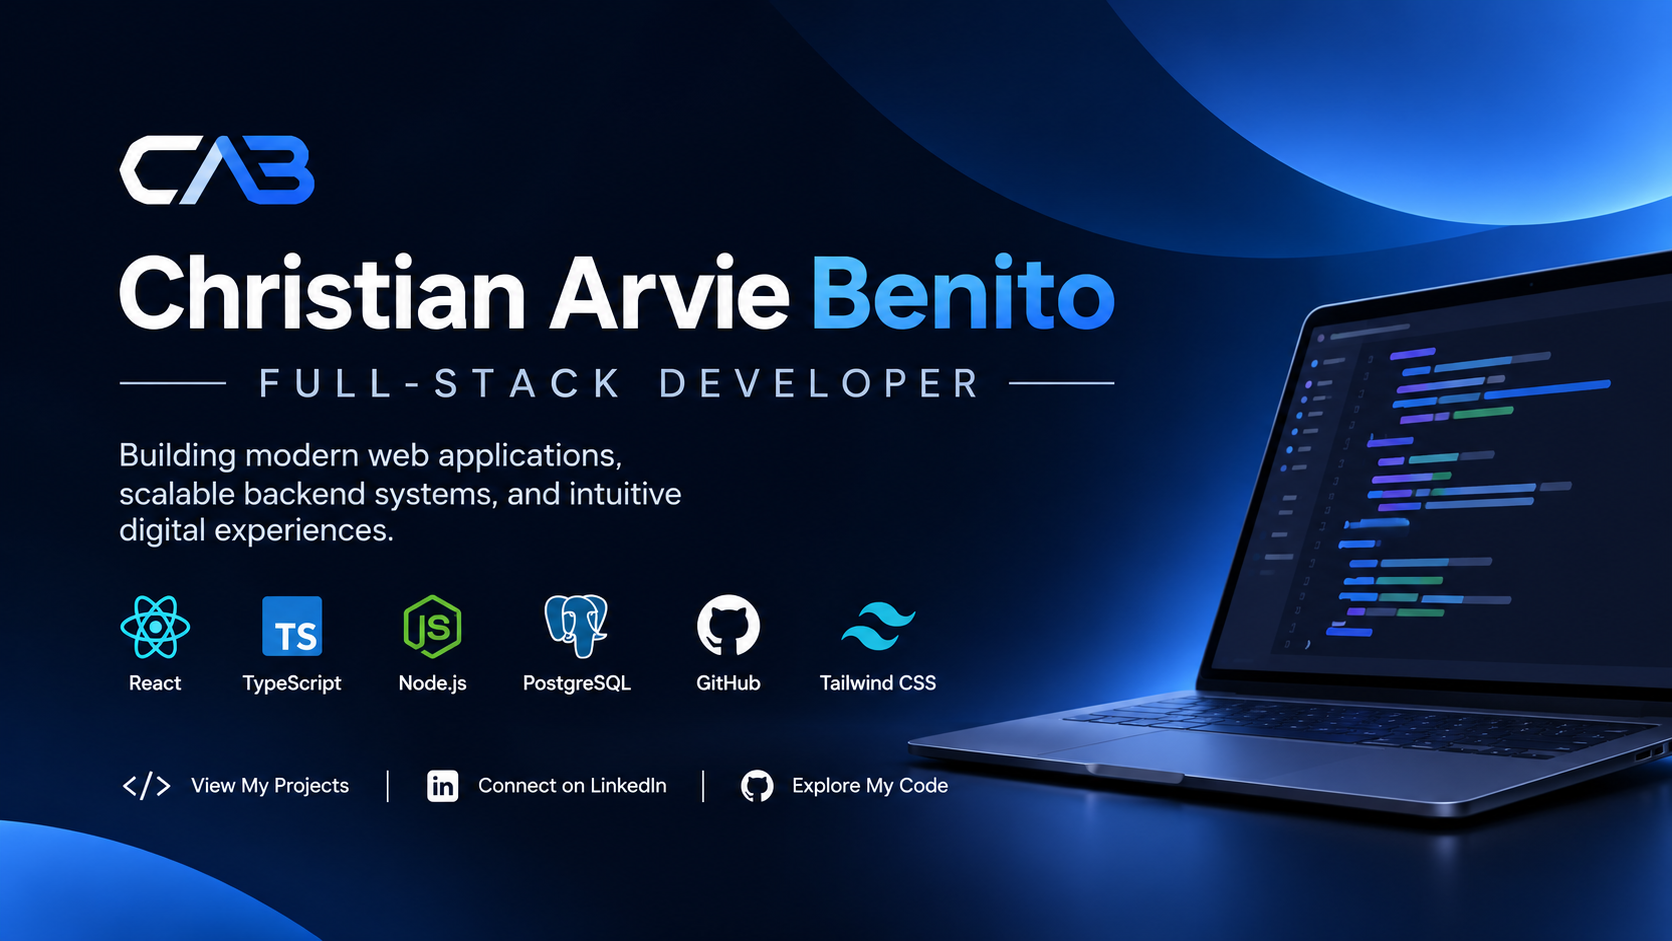 CAB
Christian Arvie Benito
FULL-STACK DEVELOPER
Building modern web applications,
scalable backend systems, and intuitive
digital experiences.
TS
JS
React
TypeScript
Node.js
PostgreSQL
GitHub
Tailwind CSS
</> View My Projects | in Connect on LinkedIn | Explore My Code